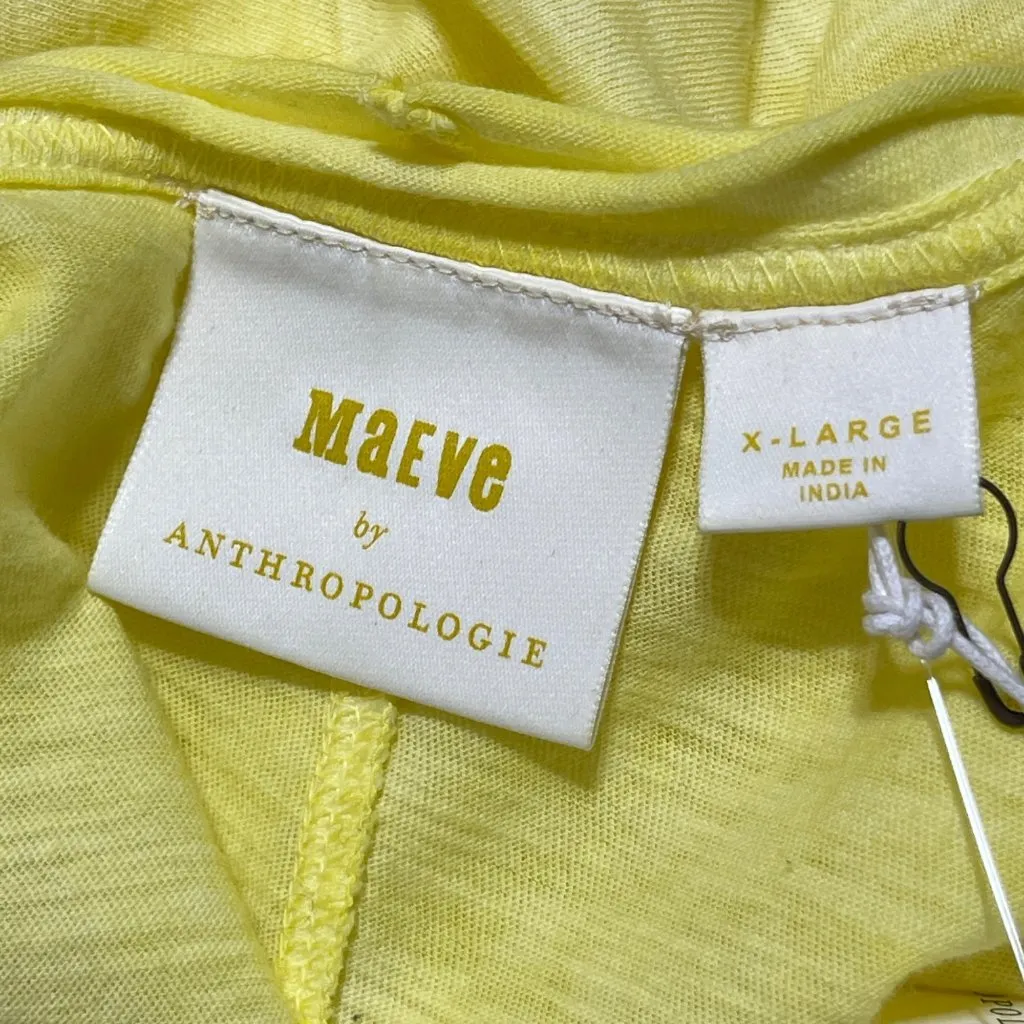 MaEVe
by
ANTHROPOLOGIE
X-LARGE
MADE IN
INDIA